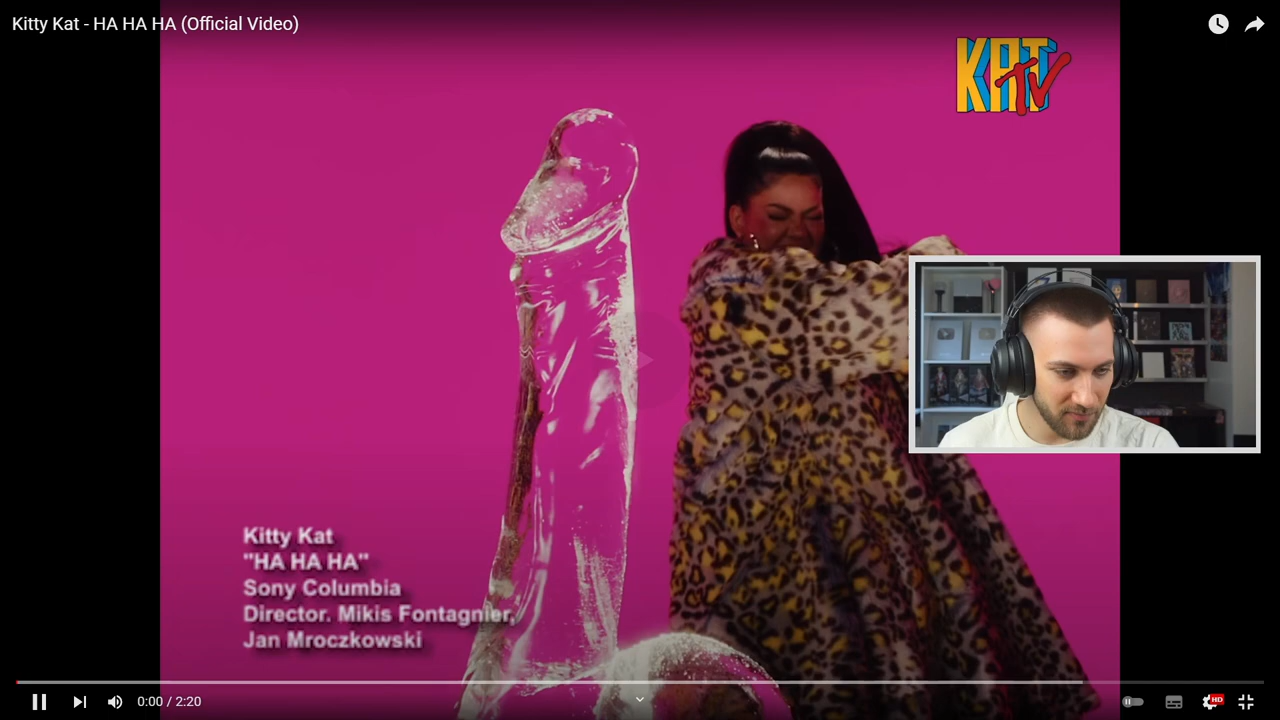 Kitty Kat - HA HA HA (Official Video)
KAT
TV
Kitty Kat
"HA HA HA"
Sony Columbia
Director. Mikis Fontagnier,
Jan Mroczkowski
0:00 / 2:20
HD